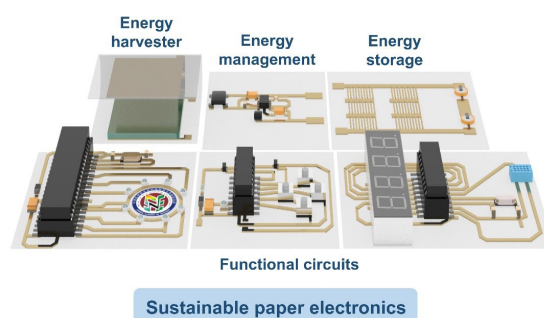 Energy
harvester
Energy
management
Energy
storage
Functional circuits
Sustainable paper electronics